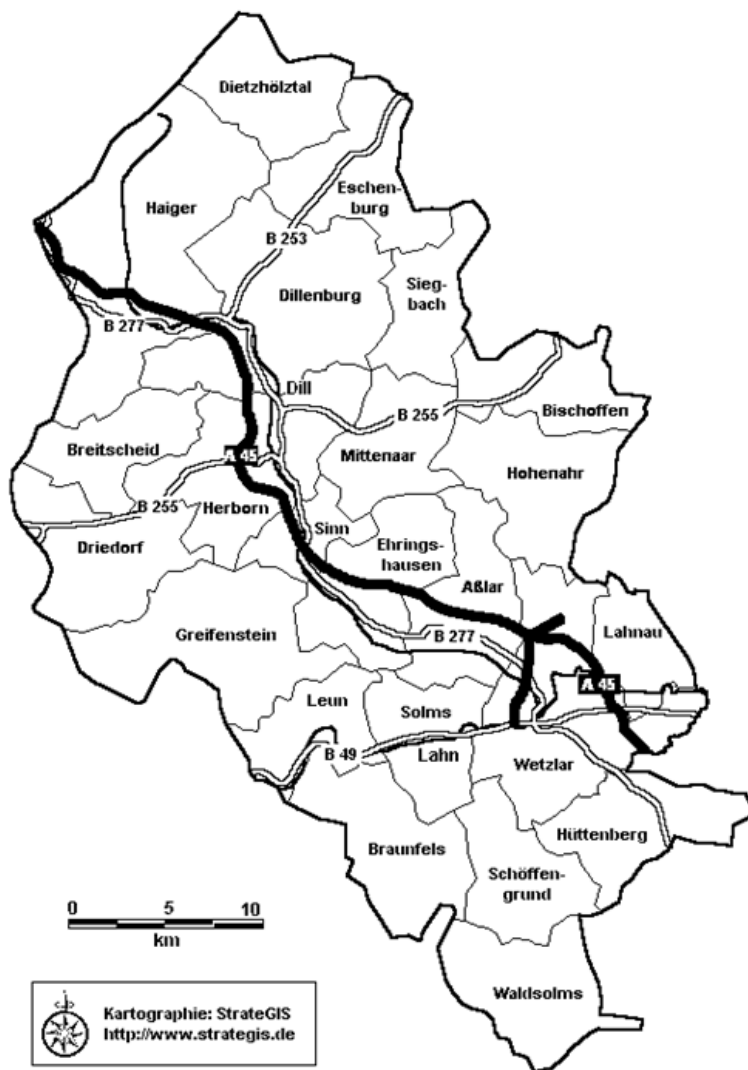 Dietzhölztal
Eschen-
burg
Haiger
B 253
Dillenburg
Sieg-
bach
B 277
Dill
B 255
Bischoffen
Breitscheid
A 45
Mittenaar
Hohenahr
B 255
Herborn
Sinn
Driedorf
Ehrings-
hausen
Aßlar
Greifenstein
B 277
Lahnau
A 45
Leun
Solms
B 49
Lahn
Wetzlar
Hüttenberg
Braunfels
Schöffen-
grund
0 5 10
km
Waldsolms
Kartographie: StrateGIS
http://www.strategis.de